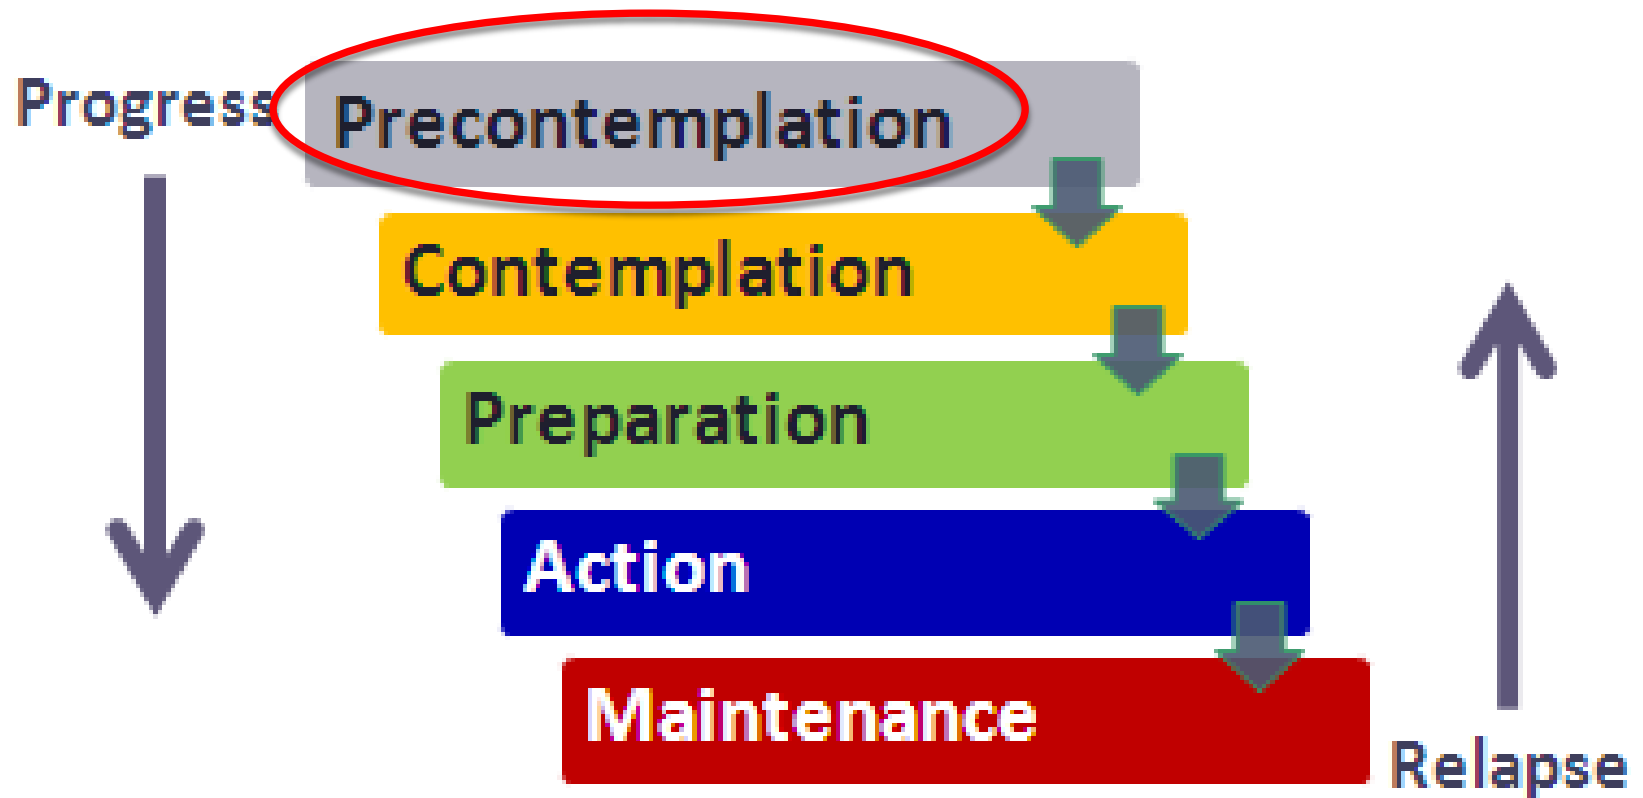 Progress
Precontemplation
Contemplation
Preparation
Action
Maintenance
Relapse